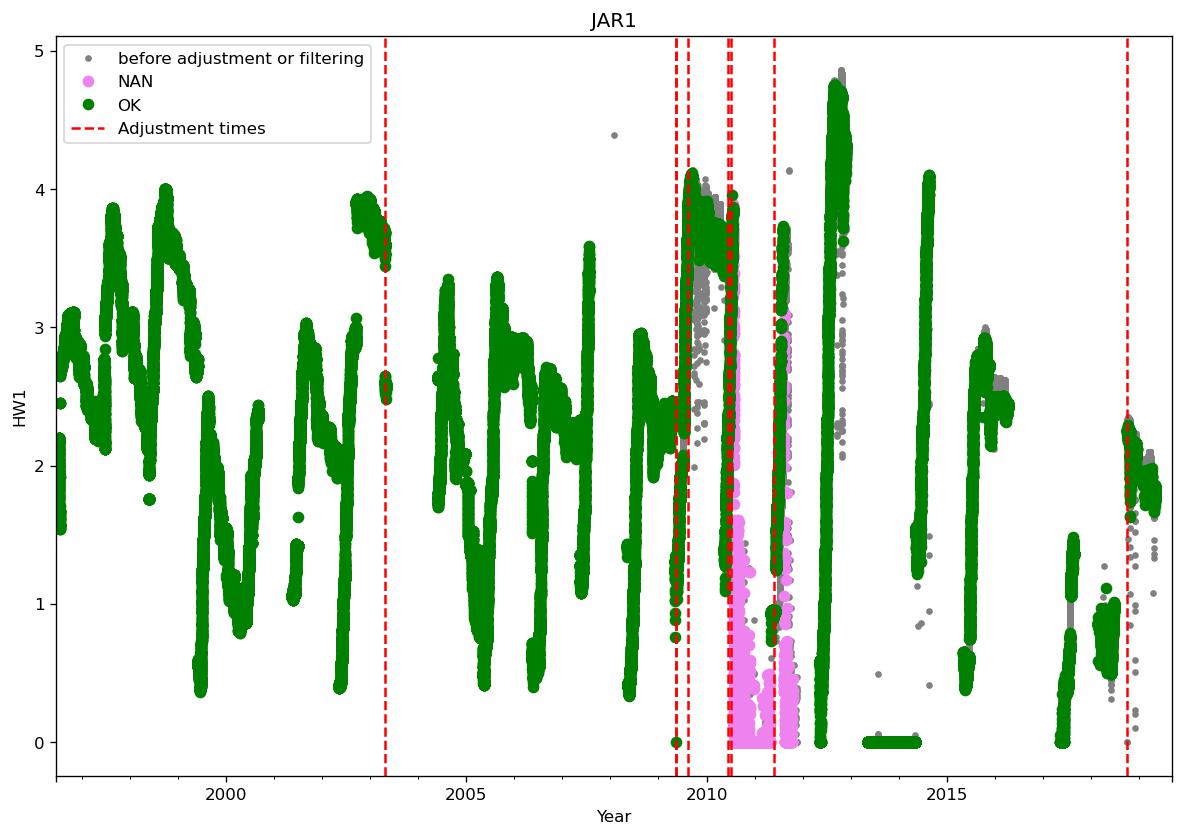 JAR1
before adjustment or filtering
NAN
OK
Adjustment times
HW1
5
4
3
2
1
0
2000
2005
2010
2015
Year